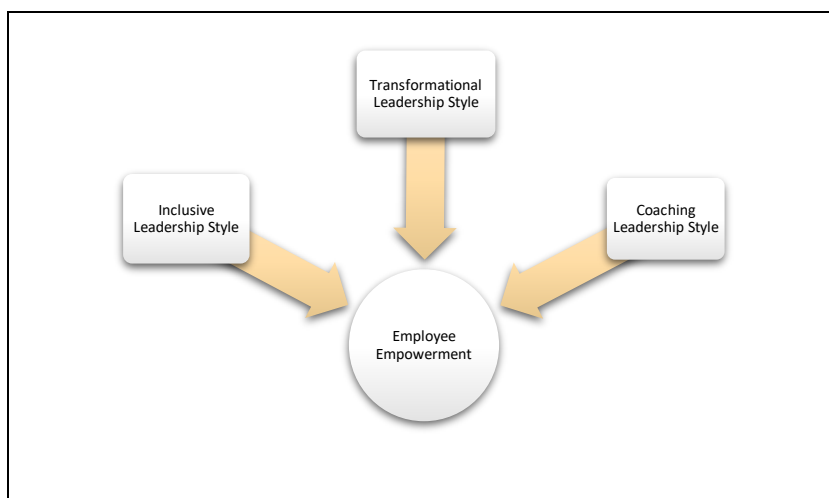 Transformational
Leadership Style
Inclusive
Leadership Style
Coaching
Leadership Style
Employee
Empowerment